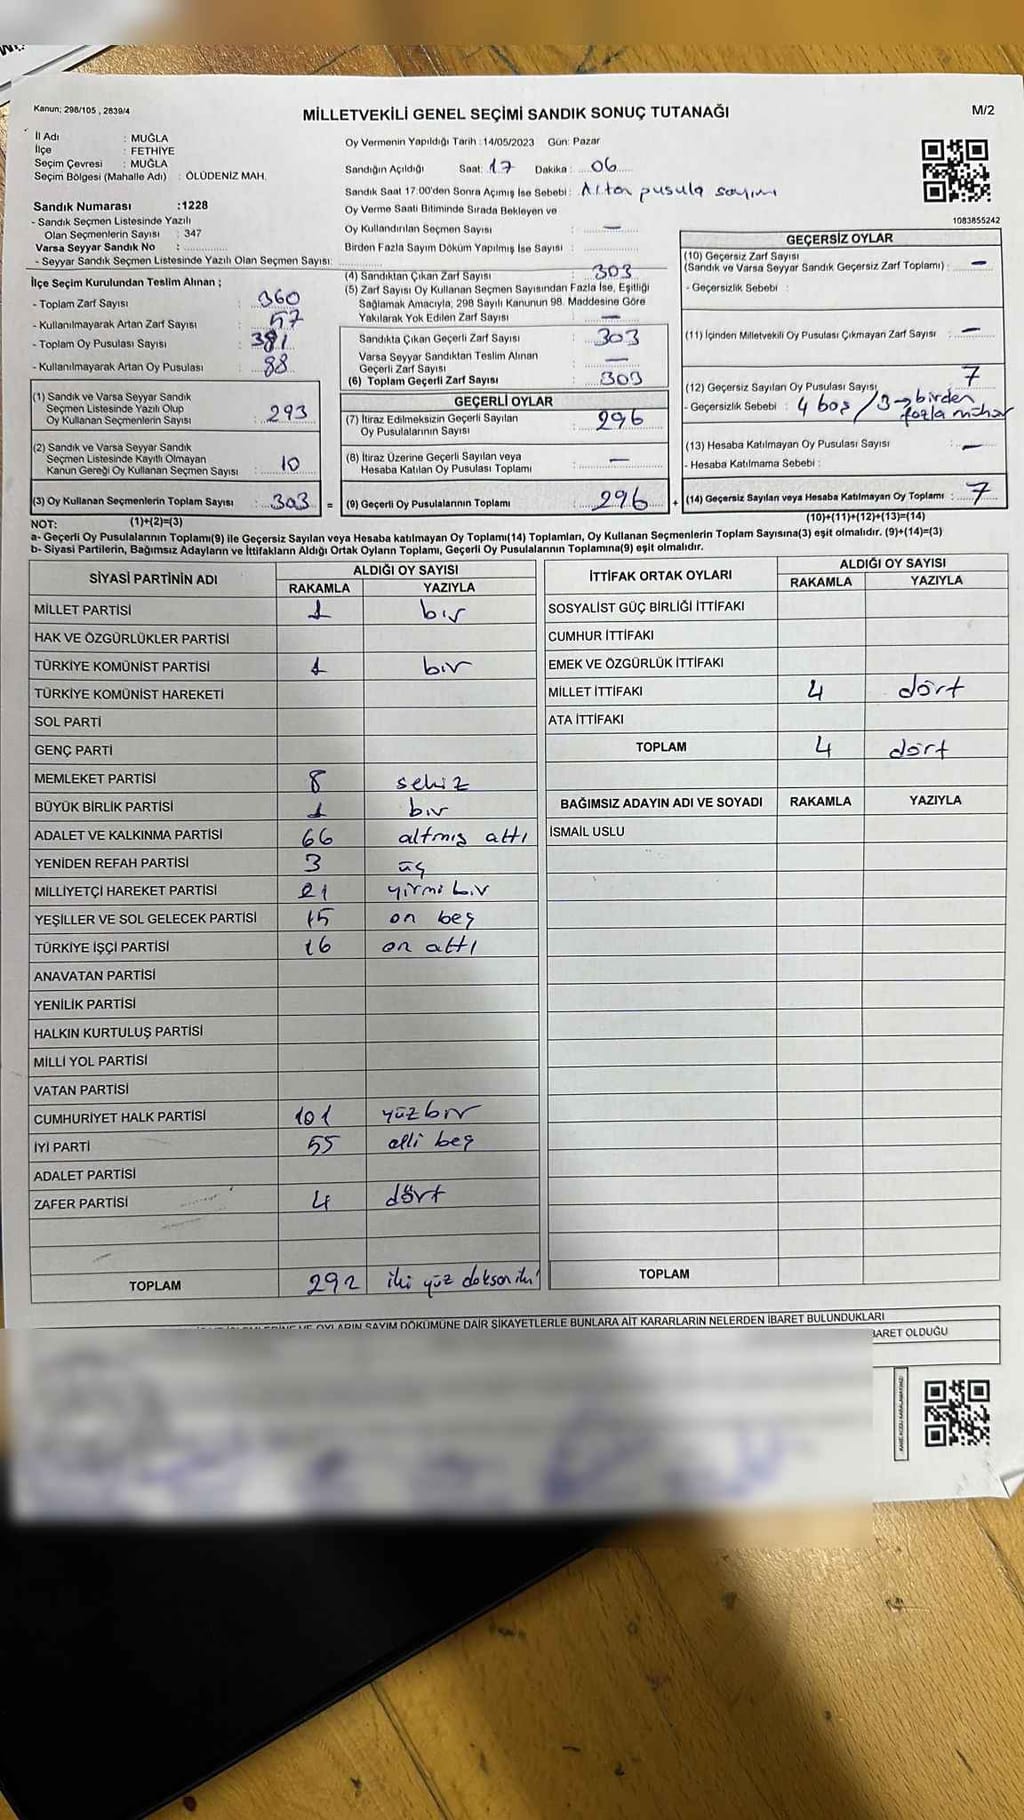 Kanun; 298/105 , 2839/4
MİLLETVEKİLİ GENEL SEÇİMİ SANDIK SONUÇ TUTANAĞI
M/2
İl Adı : MUĞLA
İlçe : FETHİYE
Seçim Çevresi : MUĞLA
Seçim Bölgesi (Mahalle Adı) : ÖLÜDENİZ MAH.
Sandık Numarası :1228
- Sandık Seçmen Listesinde Yazılı
Olan Seçmenlerin Sayısı : 347
Varsa Seyyar Sandık No :
- Seyyar Sandık Seçmen Listesinde Yazılı Olan Seçmen Sayısı:
Oy Vermenin Yapıldığı Tarih :14/05/2023 Gün: Pazar
Sandığın Açıldığı Saat: 17 Dakika : 06
Sandık Saat 17:00'den Sonra Açımış İse Sebebi : Artan pusula sayımı
Oy Verme Saati Bitiminde Sırada Bekleyen ve
Oy Kullandırılan Seçmen Sayısı : —
Birden Fazla Sayım Döküm Yapılmış İse Sayısı :
1083855242
İlçe Seçim Kurulundan Teslim Alınan ;
- Toplam Zarf Sayısı : 360
- Kullanılmayarak Artan Zarf Sayısı : 57
- Toplam Oy Pusulası Sayısı : 381
- Kullanılmayarak Artan Oy Pusulası : 88
(1) Sandık ve Varsa Seyyar Sandık
Seçmen Listesinde Yazılı Olup
Oy Kullanan Seçmenlerin Sayısı : 293
(2) Sandık ve Varsa Seyyar Sandık
Seçmen Listesinde Kayıtlı Olmayan
Kanun Gereği Oy Kullanan Seçmen Sayısı : 10
(3) Oy Kullanan Seçmenlerin Toplam Sayısı : 303 =
(4) Sandıktan Çıkan Zarf Sayısı : 303
(5) Zarf Sayısı Oy Kullanan Seçmen Sayısından Fazla İse, Eşitliği
Sağlamak Amacıyla, 298 Sayılı Kanunun 98. Maddesine Göre
Yakılarak Yok Edilen Zarf Sayısı : —
Sandıkta Çıkan Geçerli Zarf Sayısı : 303
Varsa Seyyar Sandıktan Teslim Alınan
Geçerli Zarf Sayısı : —
(6) Toplam Geçerli Zarf Sayısı : 303
GEÇERLİ OYLAR
(7) İtiraz Edilmeksizin Geçerli Sayılan
Oy Pusulalarının Sayısı : 296
(8) İtiraz Üzerine Geçerli Sayılan veya
Hesaba Katılan Oy Pusulası Toplamı : —
(9) Geçerli Oy Pusulalarının Toplamı : 296 +
GEÇERSİZ OYLAR
(10) Geçersiz Zarf Sayısı
(Sandık ve Varsa Seyyar Sandık Geçersiz Zarf Toplamı) : —
- Geçersizlik Sebebi :
(11) İçinden Milletvekili Oy Pusulası Çıkmayan Zarf Sayısı : —
(12) Geçersiz Sayılan Oy Pusulası Sayısı : 7
- Geçersizlik Sebebi : 4 boş / 3→birden
fazla mühür
(13) Hesaba Katılmayan Oy Pusulası Sayısı : —
- Hesaba Katılmama Sebebi :
(14) Geçersiz Sayılan veya Hesaba Katılmayan Oy Toplamı : 7
NOT: (1)+(2)=(3)
(10)+(11)+(12)+(13)=(14)
a- Geçerli Oy Pusulalarının Toplamı(9) ile Geçersiz Sayılan veya Hesaba katılmayan Oy Toplamı(14) Toplamları, Oy Kullanan Seçmenlerin Toplam Sayısına(3) eşit olmalıdır. (9)+(14)=(3)
b- Siyasi Partilerin, Bağımsız Adayların ve İttifakların Aldığı Ortak Oyların Toplamı, Geçerli Oy Pusulalarının Toplamına(9) eşit olmalıdır.
SİYASİ PARTİNİN ADI ALDIĞI OY SAYISI
RAKAMLA YAZIYLA
MİLLET PARTİSİ 1 bir
HAK VE ÖZGÜRLÜKLER PARTİSİ
TÜRKİYE KOMÜNİST PARTİSİ 1 bir
TÜRKİYE KOMÜNİST HAREKETİ
SOL PARTİ
GENÇ PARTİ
MEMLEKET PARTİSİ 8 sekiz
BÜYÜK BİRLİK PARTİSİ 1 bir
ADALET VE KALKINMA PARTİSİ 66 altmış altı
YENİDEN REFAH PARTİSİ 3 üç
MİLLİYETÇİ HAREKET PARTİSİ 21 yirmi bir
YEŞİLLER VE SOL GELECEK PARTİSİ 15 on beş
TÜRKİYE İŞÇİ PARTİSİ 16 on altı
ANAVATAN PARTİSİ
YENİLİK PARTİSİ
HALKIN KURTULUŞ PARTİSİ
MİLLİ YOL PARTİSİ
VATAN PARTİSİ
CUMHURİYET HALK PARTİSİ 101 yüzbir
İYİ PARTİ 55 elli beş
ADALET PARTİSİ
ZAFER PARTİSİ 4 dört
TOPLAM 292 iki yüz doksan iki
İTTİFAK ORTAK OYLARI ALDIĞI OY SAYISI
RAKAMLA YAZIYLA
SOSYALİST GÜÇ BİRLİĞİ İTTİFAKI
CUMHUR İTTİFAKI
EMEK VE ÖZGÜRLÜK İTTİFAKI
MİLLET İTTİFAKI 4 dört
ATA İTTİFAKI
TOPLAM 4 dört
BAĞIMSIZ ADAYIN ADI VE SOYADI RAKAMLA YAZIYLA
İSMAİL USLU
TOPLAM
OYLARIN SAYIM DÖKÜMÜNE DAİR ŞİKAYETLERLE BUNLARA AİT KARARLARIN NELERDEN İBARET BULUNDUKLARI
İBARET OLDUĞU